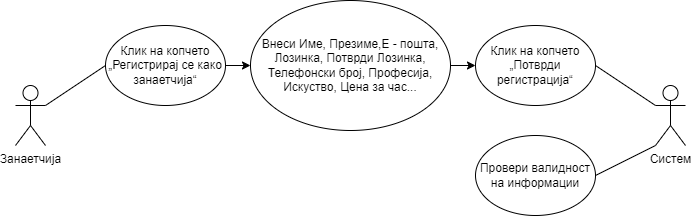 Клик на копчето
„Регистрирај се како
занаетчија“
Внеси Име, Презиме,Е - пошта,
Лозинка, Потврди Лозинка,
Телефонски број, Професија,
Искуство, Цена за час...
Клик на копчето
„Потврди
регистрација“
Занаетчија
Систем
Провери валидност
на информации